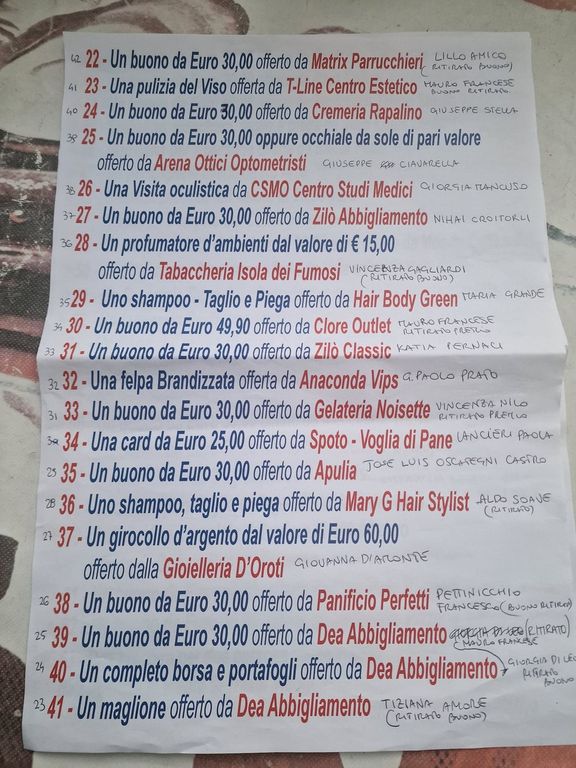 42 22 - Un buono da Euro 30,00 offerto da Matrix Parrucchieri LILLO AMICO
(RITIRATO BUONO)
41 23 - Una pulizia del Viso offerta da T-Line Centro Estetico MAURO FRANCESE
BUONO RITIRATO
40 24 - Un buono da Euro 30,00 offerto da Cremeria Rapalino GIUSEPPE STELLA
39 25 - Un buono da Euro 30,00 oppure occhiale da sole di pari valore
offerto da Arena Ottici Optometristi GIUSEPPE CIAVARELLA
38 26 - Una Visita oculistica da CSMO Centro Studi Medici GIORGIA MANCUSO
37 27 - Un buono da Euro 30,00 offerto da Zilò Abbigliamento NIHAI CROITORU
36 28 - Un profumatore d'ambienti dal valore di € 15,00
offerto da Tabaccheria Isola dei Fumosi VINCENZA GAGLIARDI
(RITIRATO BUONO)
35 29 - Uno shampoo - Taglio e Piega offerto da Hair Body Green MARIA GRANDE
34 30 - Un buono da Euro 49,90 offerto da Clore Outlet MAURO FRANCESE
RITIRATO PREMIO
33 31 - Un buono da Euro 30,00 offerto da Zilò Classic KATIA PERNACI
32 32 - Una felpa Brandizzata offerta da Anaconda Vips G. PAOLO PRATO
31 33 - Un buono da Euro 30,00 offerto da Gelateria Noisette VINCENZA NILO
RITIRATO PREMIO
34 - Una card da Euro 25,00 offerto da Spoto - Voglia di Pane LANCIERI PAOLA
29 35 - Un buono da Euro 30,00 offerto da Apulia JOSE LUIS CASTRO
28 36 - Uno shampoo, taglio e piega offerto da Mary G Hair Stylist ALDO SOAVE
(RITIRATO)
27 37 - Un girocollo d'argento dal valore di Euro 60,00
offerto dalla Gioielleria D'Oroti GIOVANNA D'AMONTE
26 38 - Un buono da Euro 30,00 offerto da Panificio Perfetti PETTINICCHIO
FRANCESCO (BUONO RITIRATO)
25 39 - Un buono da Euro 30,00 offerto da Dea Abbigliamento (RITIRATO)
MAURO FRANCESE
24 40 - Un completo borsa e portafogli offerto da Dea Abbigliamento GIORGIA DI LEO
RITIRATO
BUONO
23 41 - Un maglione offerto da Dea Abbigliamento TIZIANA AMORE
(RITIRATO BUONO)